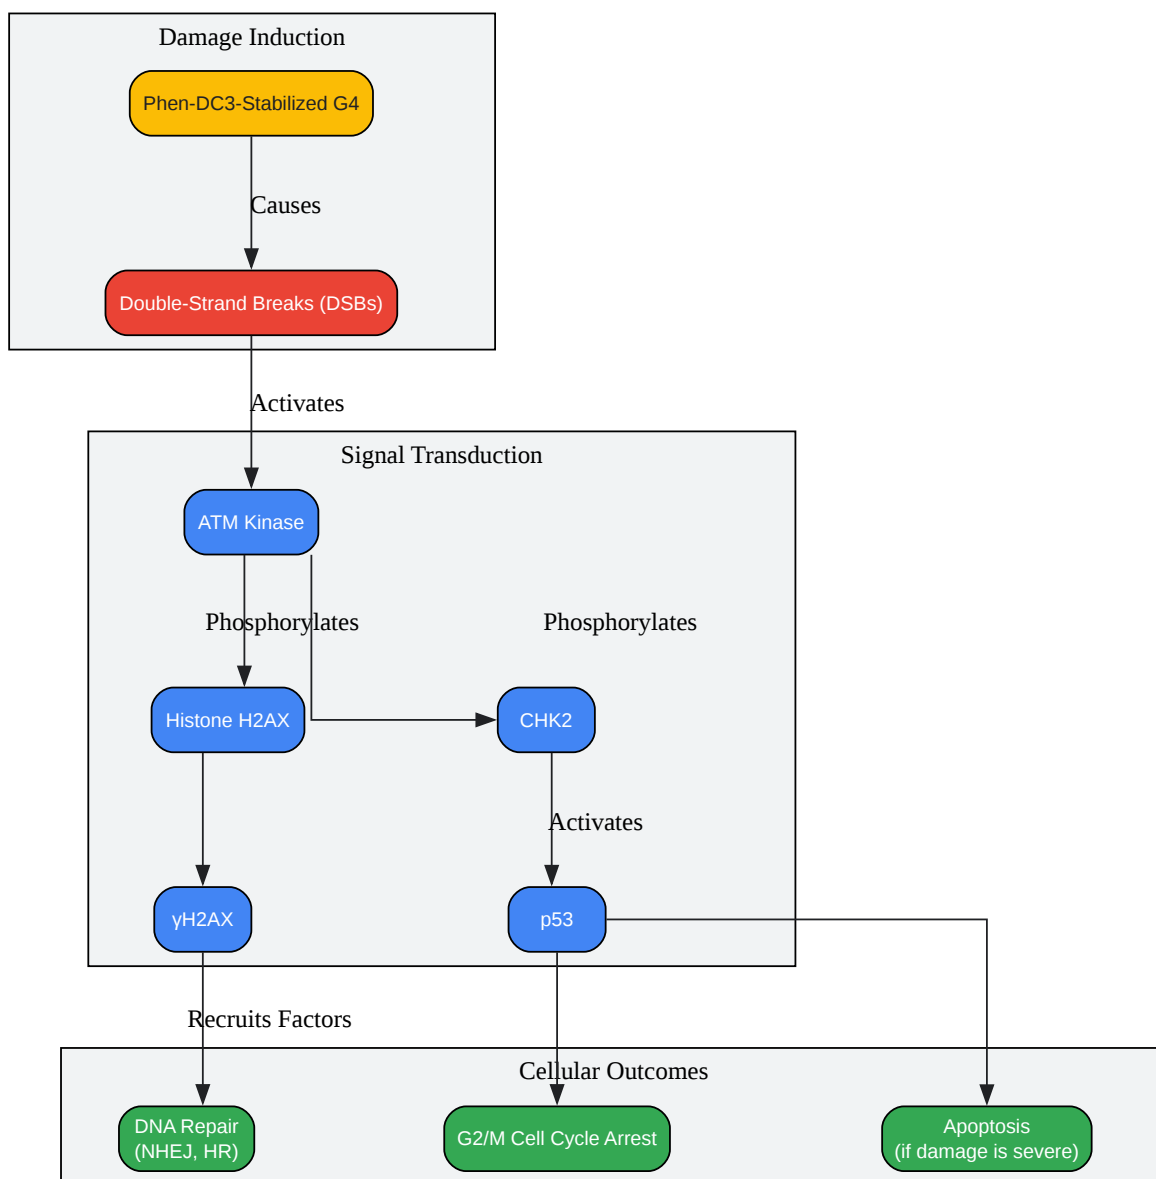 Damage Induction
Phen-DC3-Stabilized G4
Causes
Double-Strand Breaks (DSBs)
Activates
Signal Transduction
ATM Kinase
Phosphorylates
Phosphorylates
Histone H2AX
CHK2
Activates
γH2AX
p53
Recruits Factors
Cellular Outcomes
DNA Repair
(NHEJ, HR)
G2/M Cell Cycle Arrest
Apoptosis
(if damage is severe)